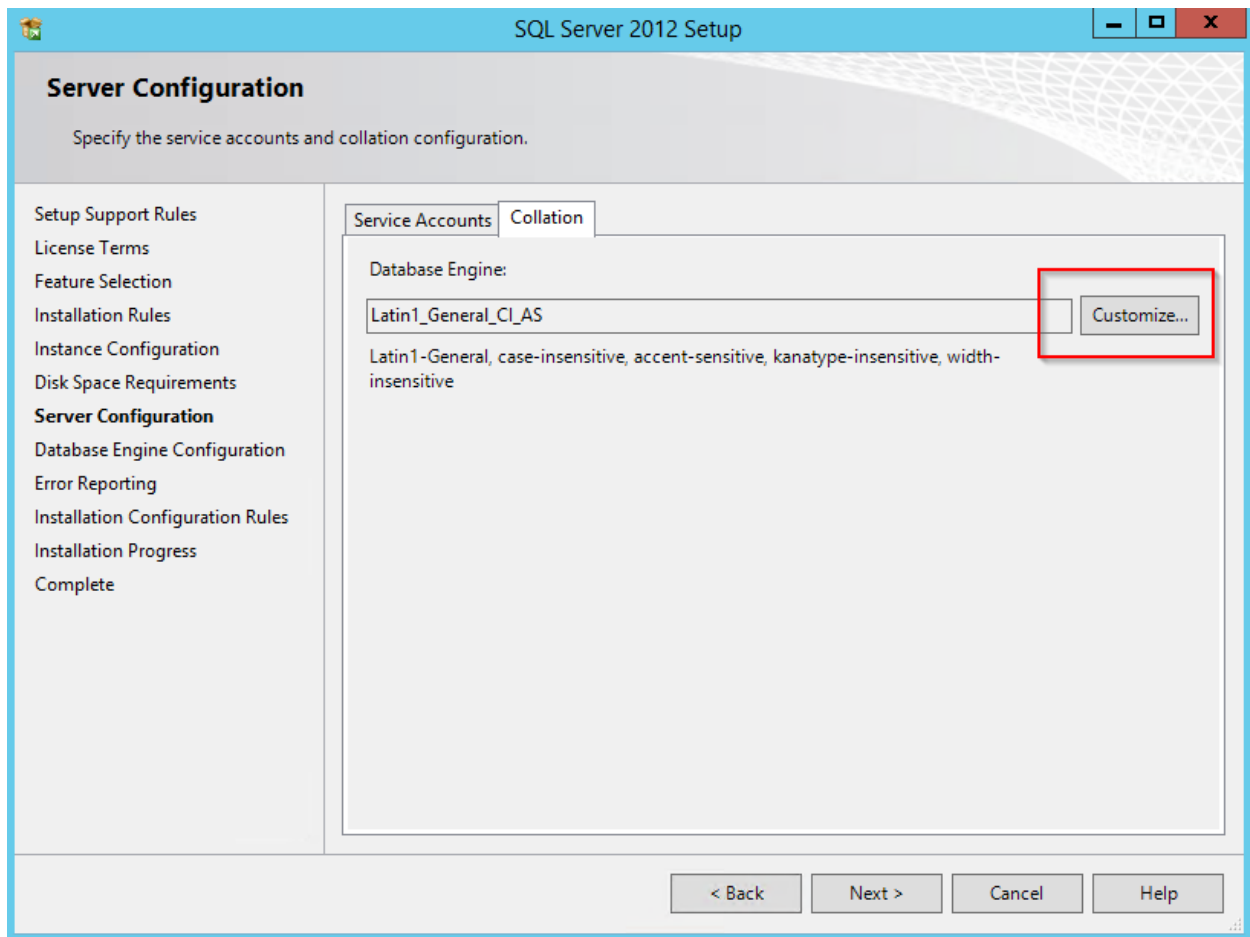 SQL Server 2012 Setup
Server Configuration
Specify the service accounts and collation configuration.
Setup Support Rules
License Terms
Feature Selection
Installation Rules
Instance Configuration
Disk Space Requirements
Server Configuration
Database Engine Configuration
Error Reporting
Installation Configuration Rules
Installation Progress
Complete
Service Accounts
Collation
Database Engine:
Latin1_General_CI_AS
Customize...
Latin1-General, case-insensitive, accent-sensitive, kanatype-insensitive, width-
insensitive
< Back
Next >
Cancel
Help